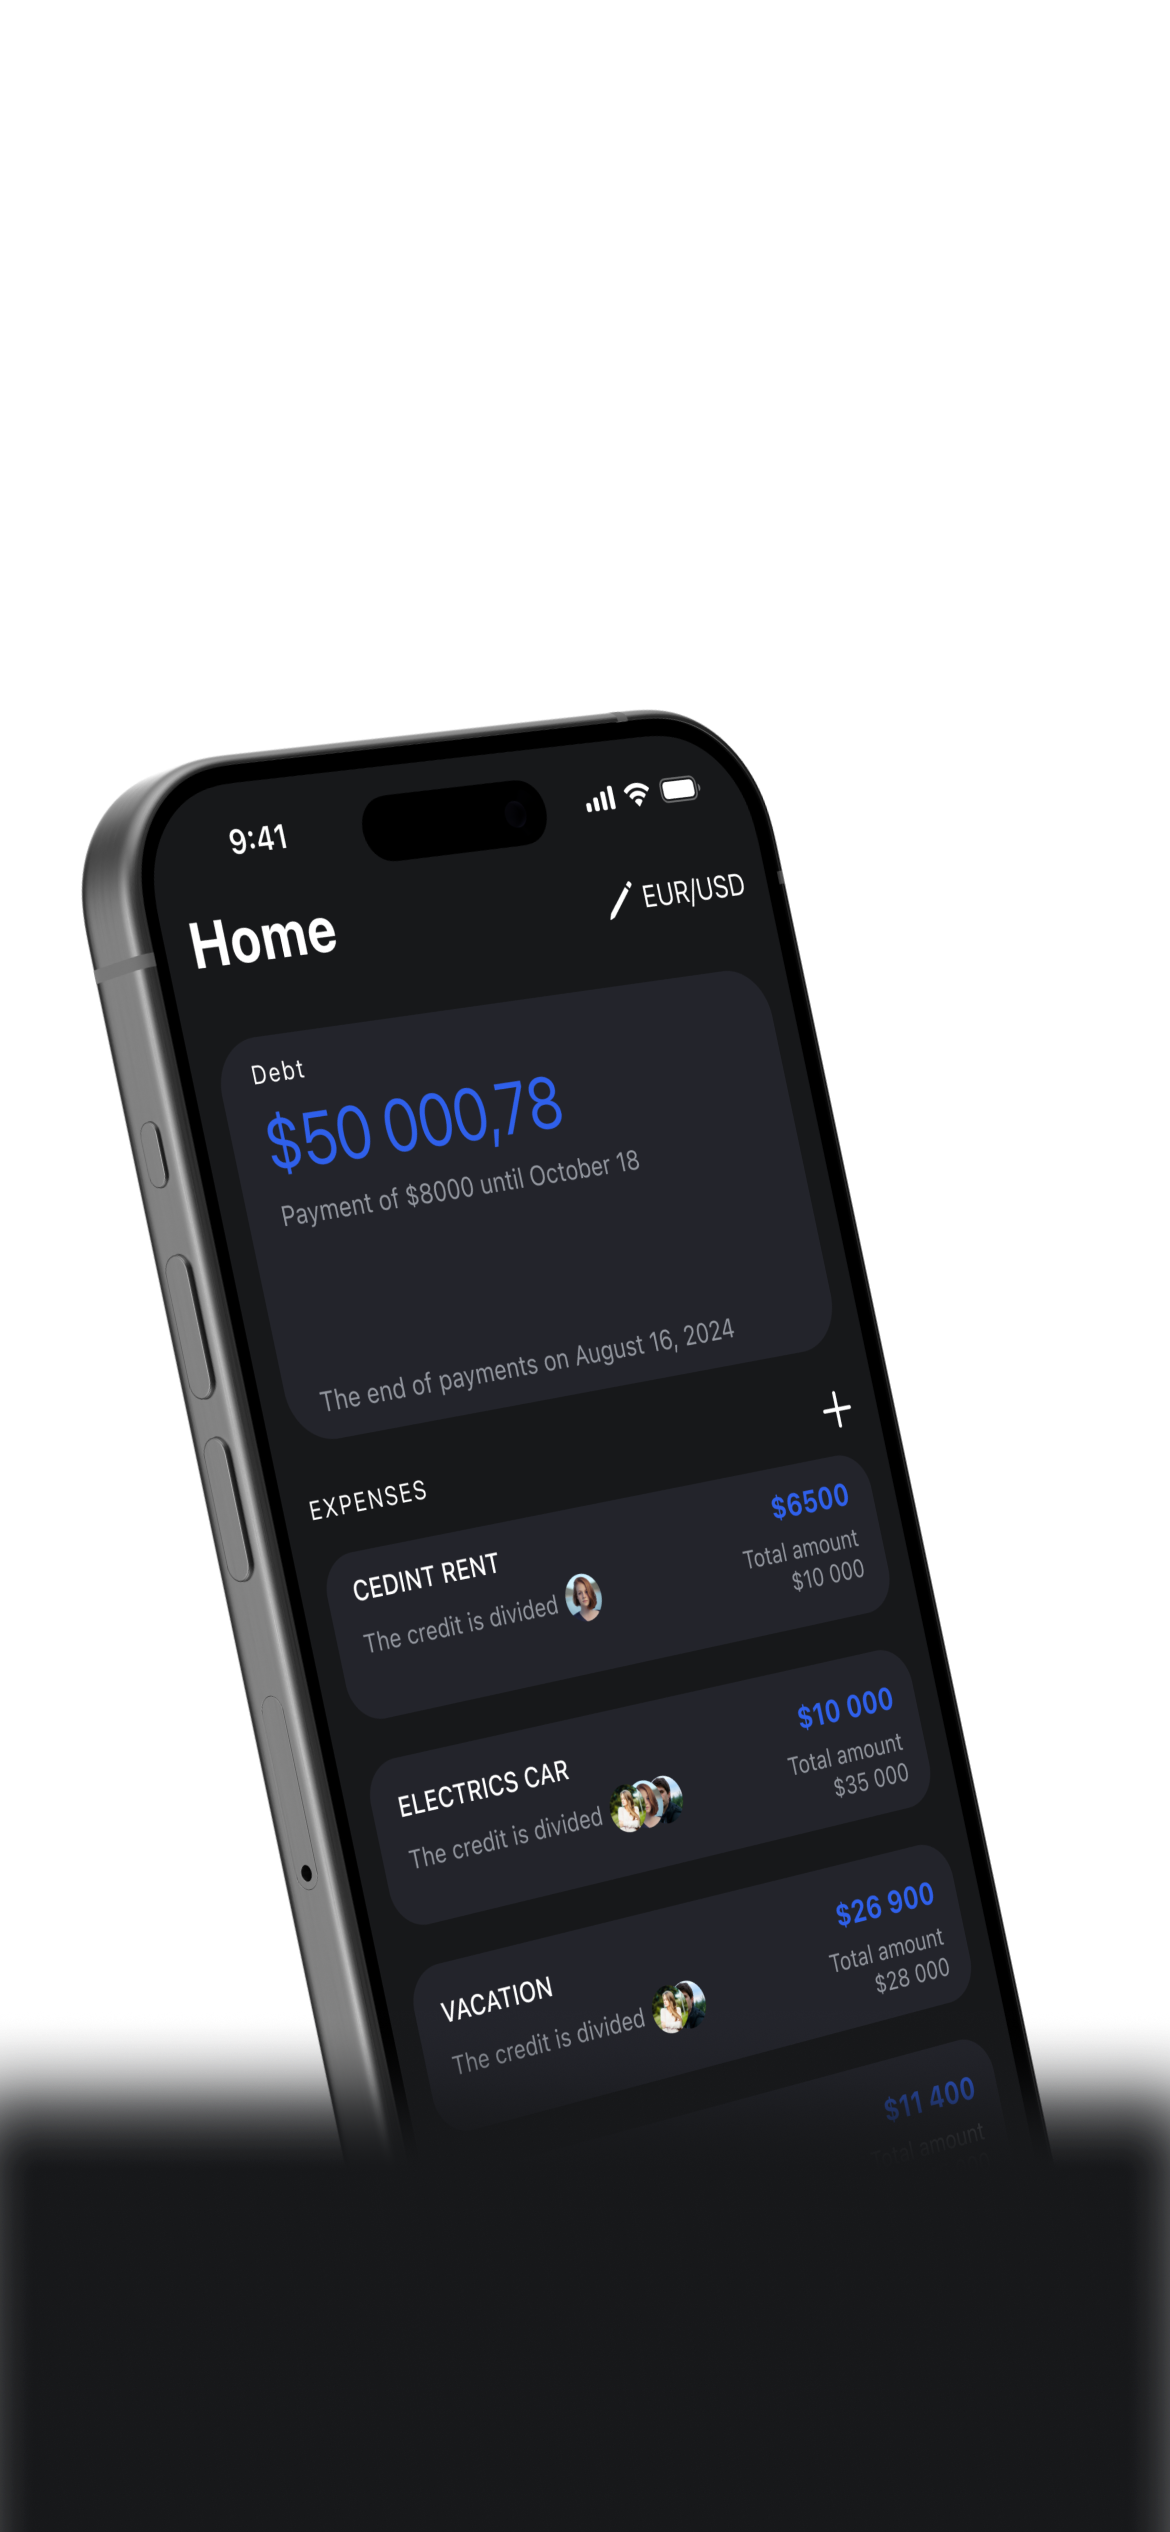 9:41
EUR/USD
Home
Debt
$50 000,78
Payment of $8000 until October 18
The end of payments on August 16, 2024
EXPENSES
$6500
CEDINT RENT
Total amount
The credit is divided
$10 000
$10 000
ELECTRICS CAR
Total amount
The credit is divided
$35 000
$26 900
VACATION
Total amount
The credit is divided
$28 000
$11 400
Total amount